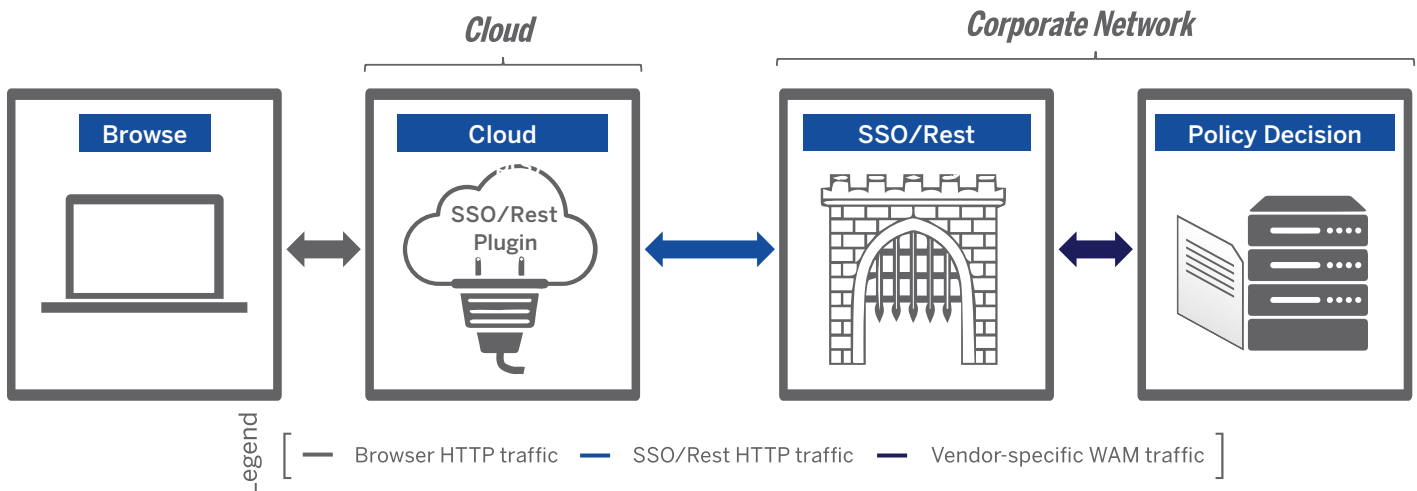 Cloud
Corporate Network
Browse
Cloud
SSO/Rest
Policy Decision
SSO/Rest
Plugin
Legend
Browser HTTP traffic
SSO/Rest HTTP traffic
Vendor-specific WAM traffic